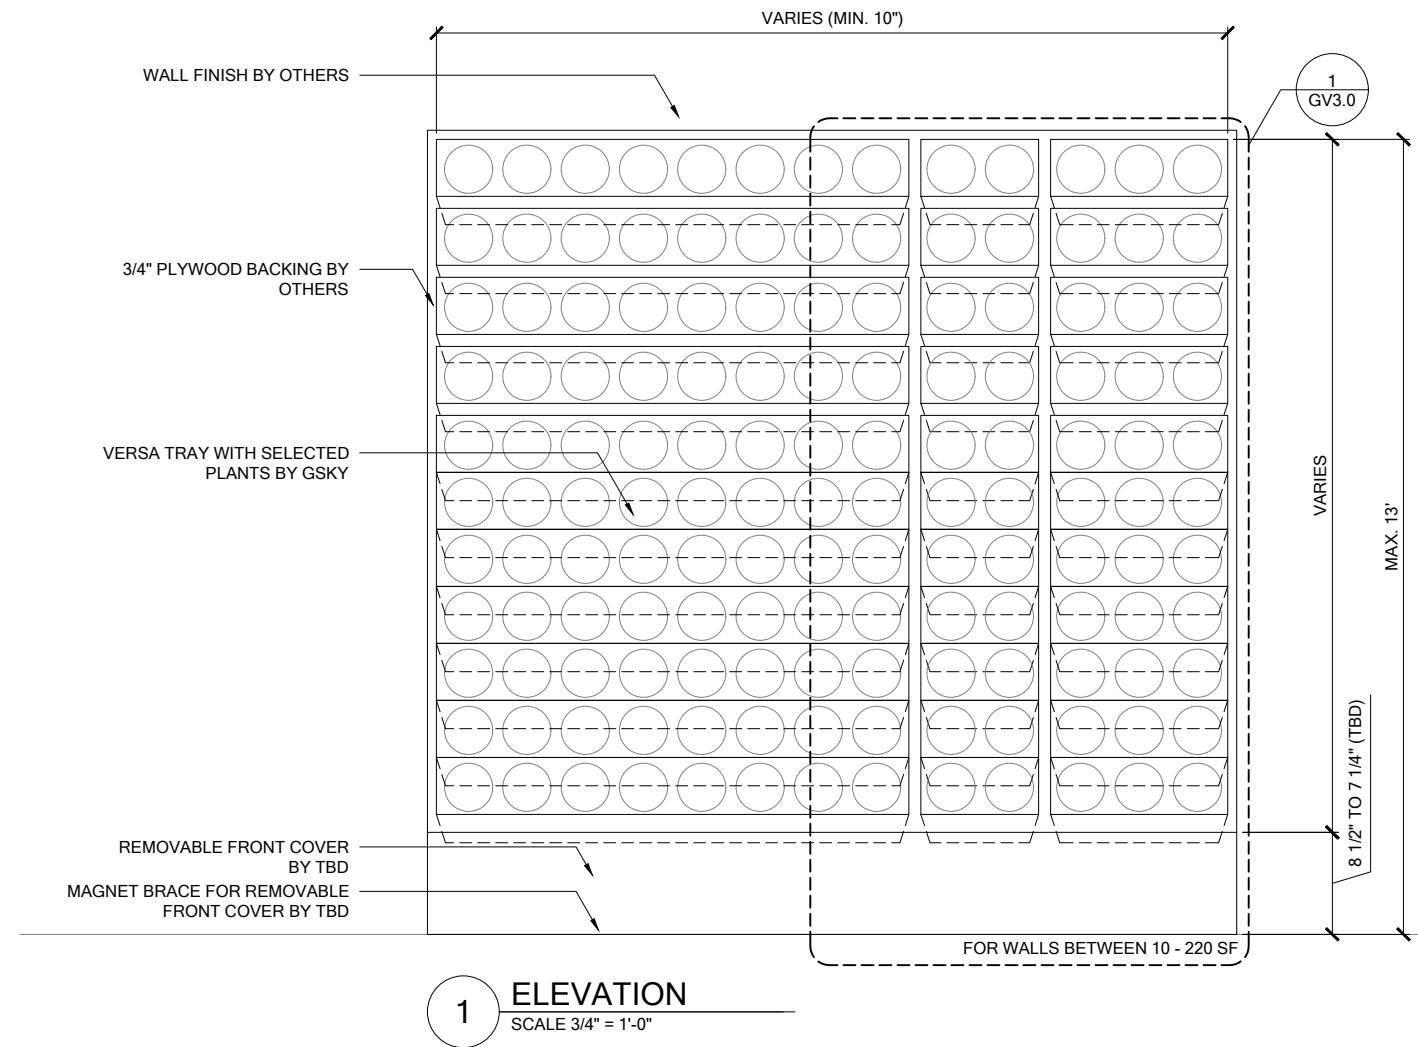 VARIES (MIN. 10")
WALL FINISH BY OTHERS
1
GV3.0
3/4" PLYWOOD BACKING BY
OTHERS
VERSA TRAY WITH SELECTED
PLANTS BY GSKY
VARIES
MAX. 13'
8 1/2" TO 7 1/4" (TBD)
REMOVABLE FRONT COVER
BY TBD
MAGNET BRACE FOR REMOVABLE
FRONT COVER BY TBD
FOR WALLS BETWEEN 10 - 220 SF
1
ELEVATION
SCALE 3/4" = 1'-0"